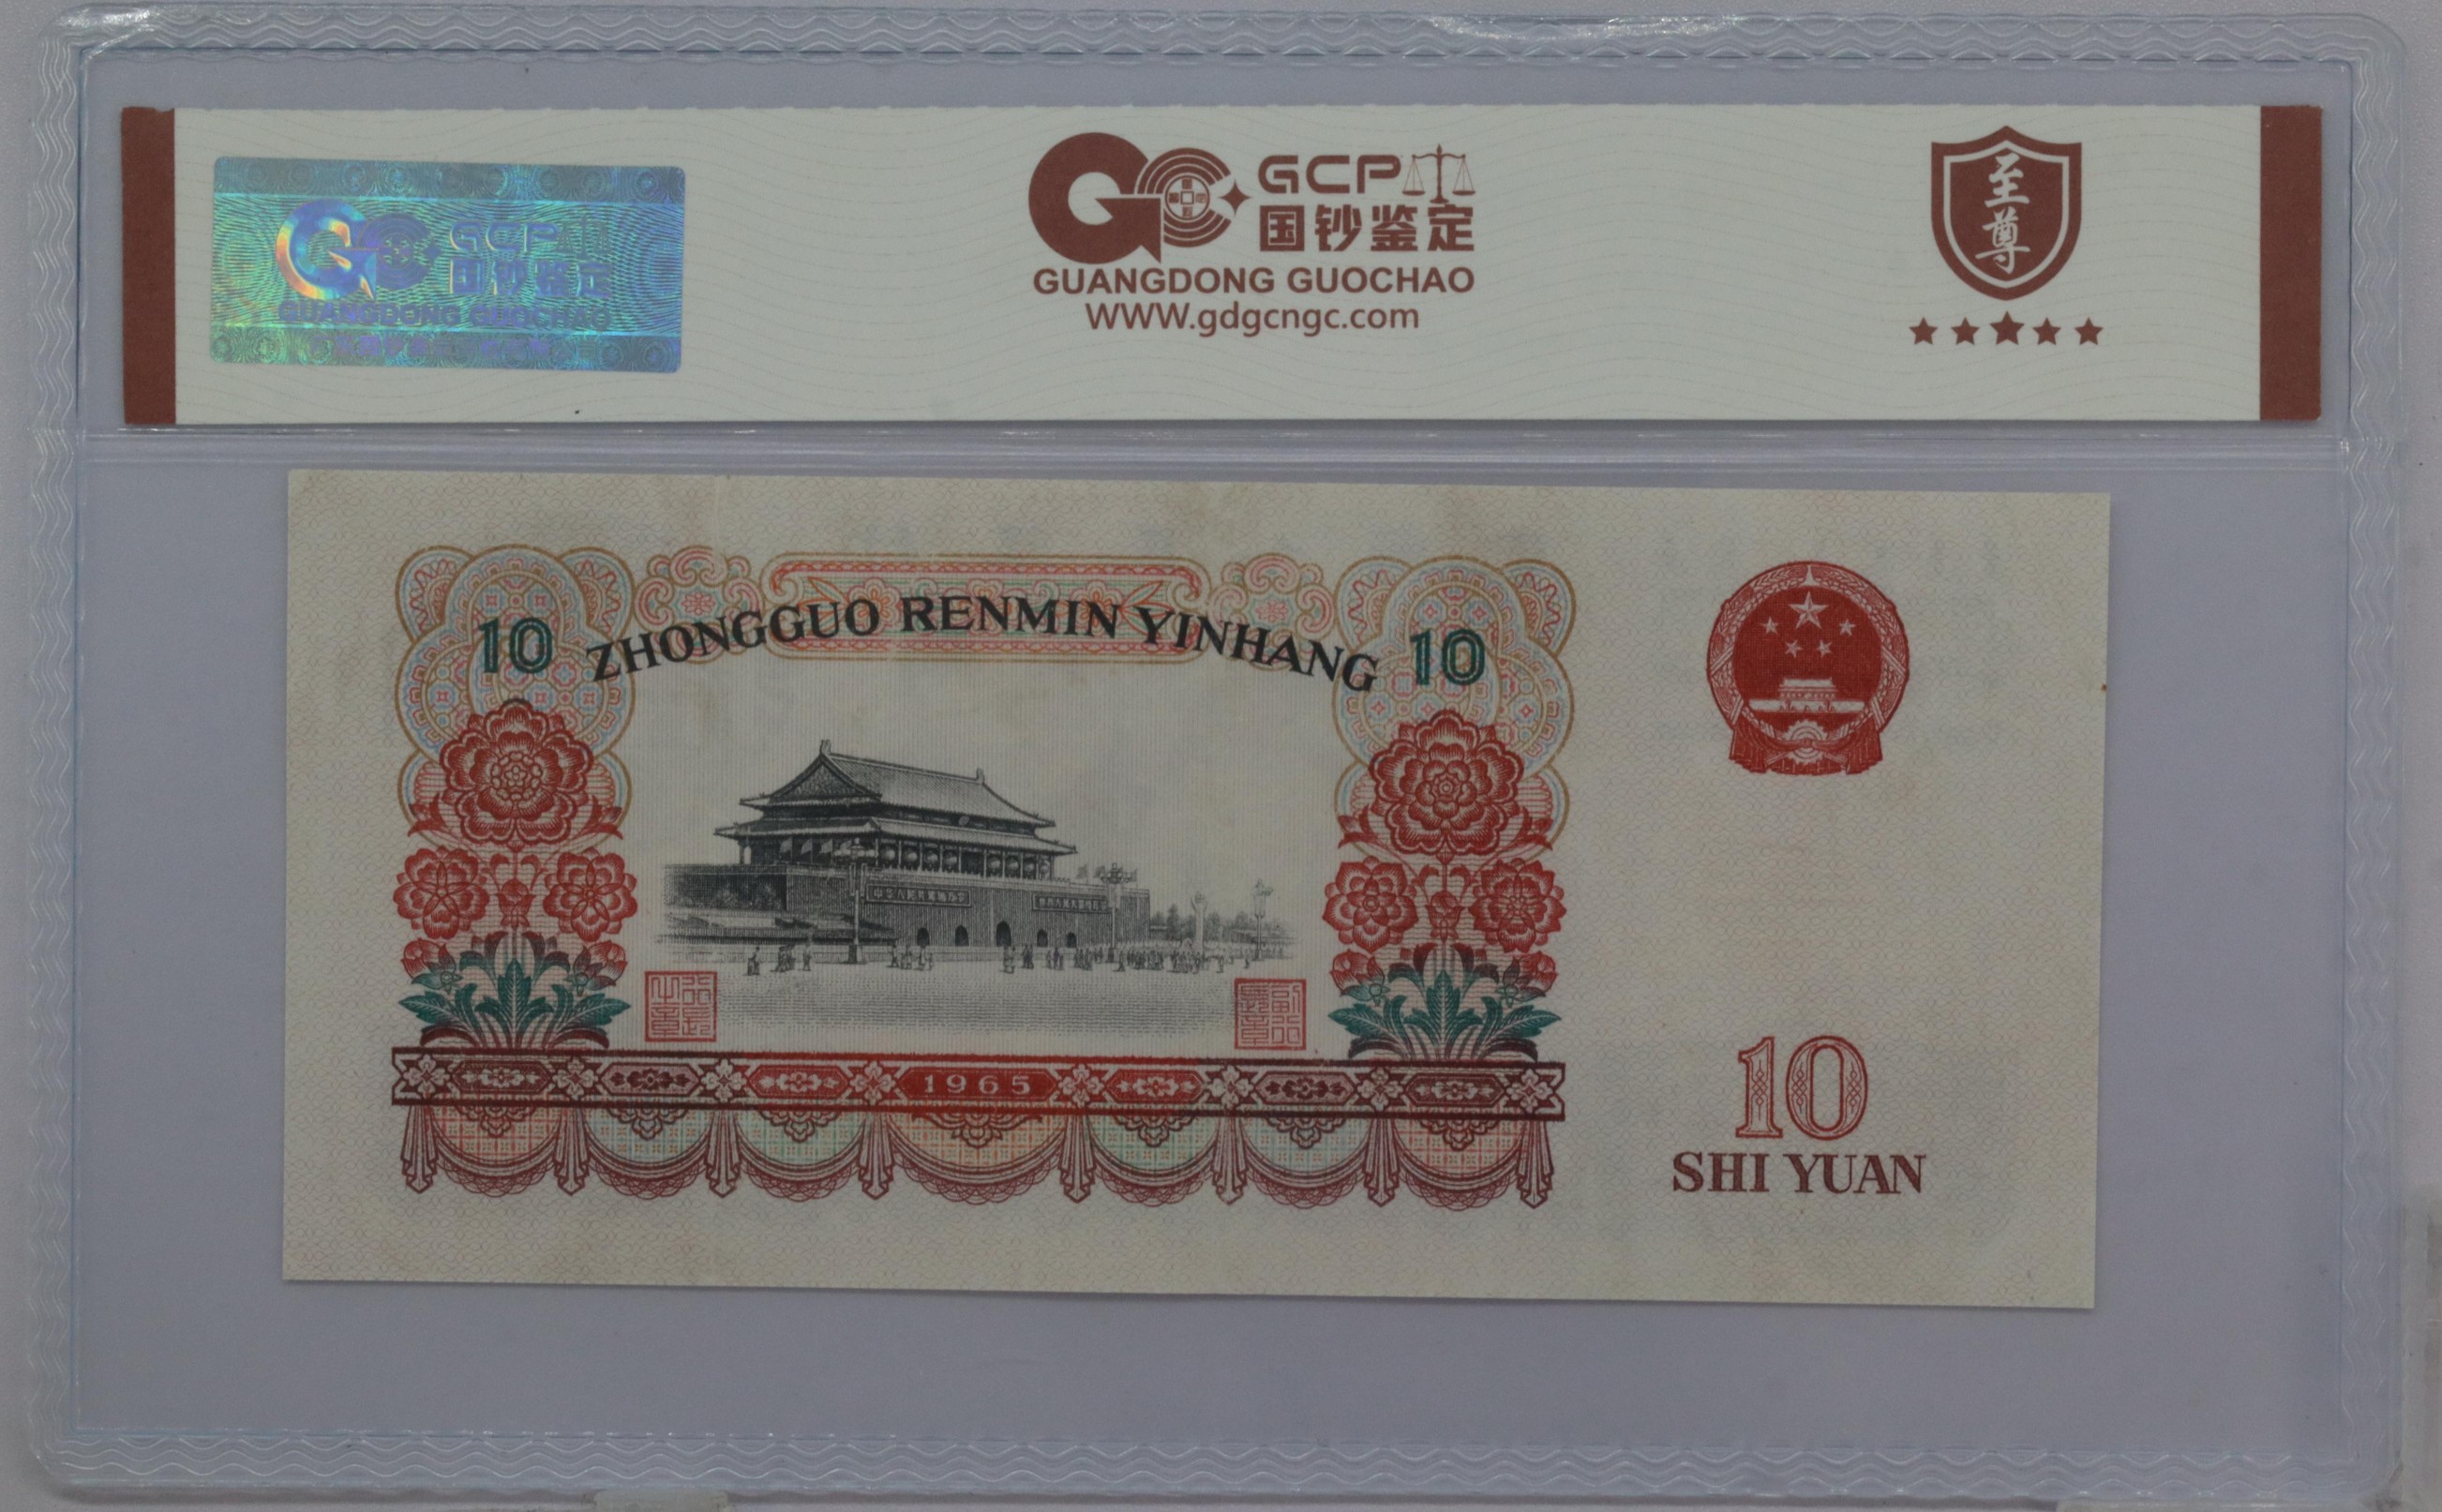 GCP
国钞鉴定
GUANGDONG GUOCHAO
GCP
国钞鉴定
GUANGDONG GUOCHAO
WWW.gdgcngc.com
至尊
10 ZHONGGUO RENMIN YINHANG 10
1965
10
SHI YUAN